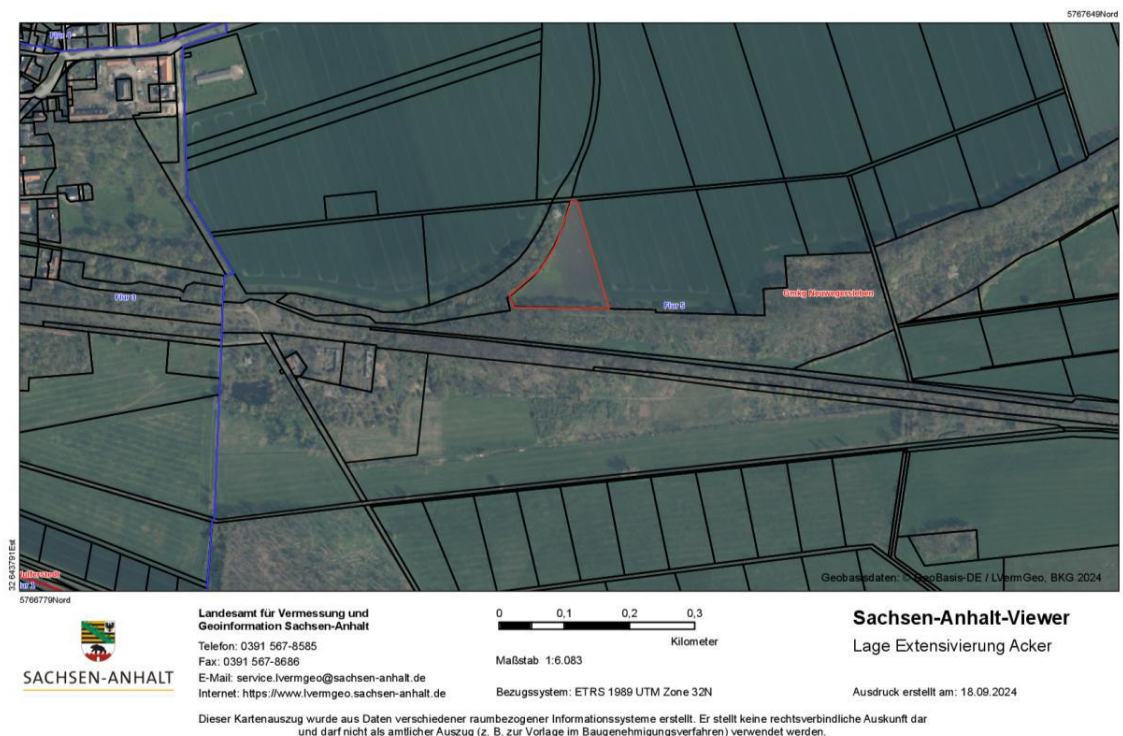 5767649Nord
Flur 4
Flur 3
Flur 5
Gmkg Neuwegersleben
32 643791Est
Geobasisdaten: © GeoBasis-DE / LVermGeo, BKG 2024
5766779Nord
Landesamt für Vermessung und
Geoinformation Sachsen-Anhalt
Telefon: 0391 567-8585
Fax: 0391 567-8686
E-Mail: service.lvermgeo@sachsen-anhalt.de
Internet: https://www.lvermgeo.sachsen-anhalt.de
SACHSEN-ANHALT
0 0,1 0,2 0,3
Kilometer
Maßstab 1:6.083
Bezugssystem: ETRS 1989 UTM Zone 32N
Sachsen-Anhalt-Viewer
Lage Extensivierung Acker
Ausdruck erstellt am: 18.09.2024
Dieser Kartenauszug wurde aus Daten verschiedener raumbezogener Informationssysteme erstellt. Er stellt keine rechtsverbindliche Auskunft dar
und darf nicht als amtlicher Auszug (z. B. zur Vorlage im Baugenehmigungsverfahren) verwendet werden.